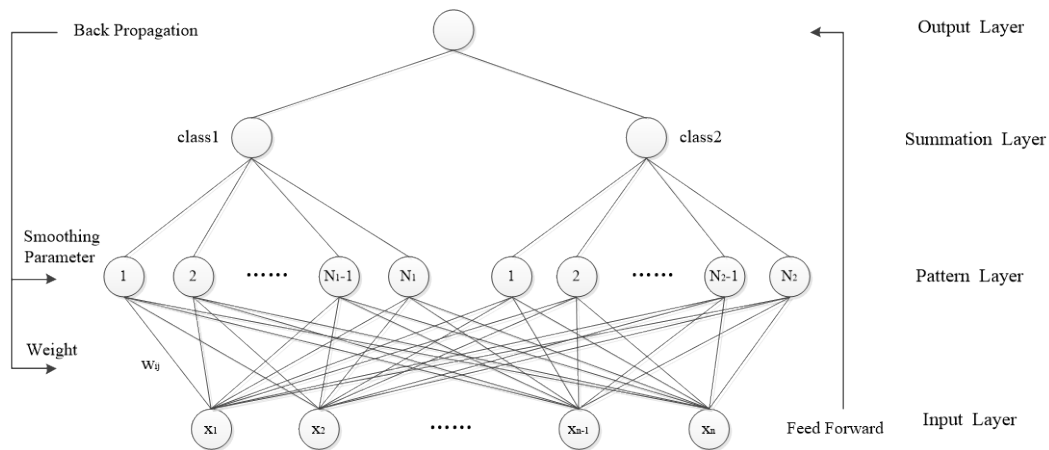 Back Propagation
Output Layer
class1
class2
Summation Layer
Smoothing
Parameter
1 2 ······ N₁-1 N₁ 1 2 ······ N₂-1 N₂
Pattern Layer
Weight
wᵢⱼ
x₁ x₂ ······ xₙ₋₁ xₙ
Feed Forward
Input Layer